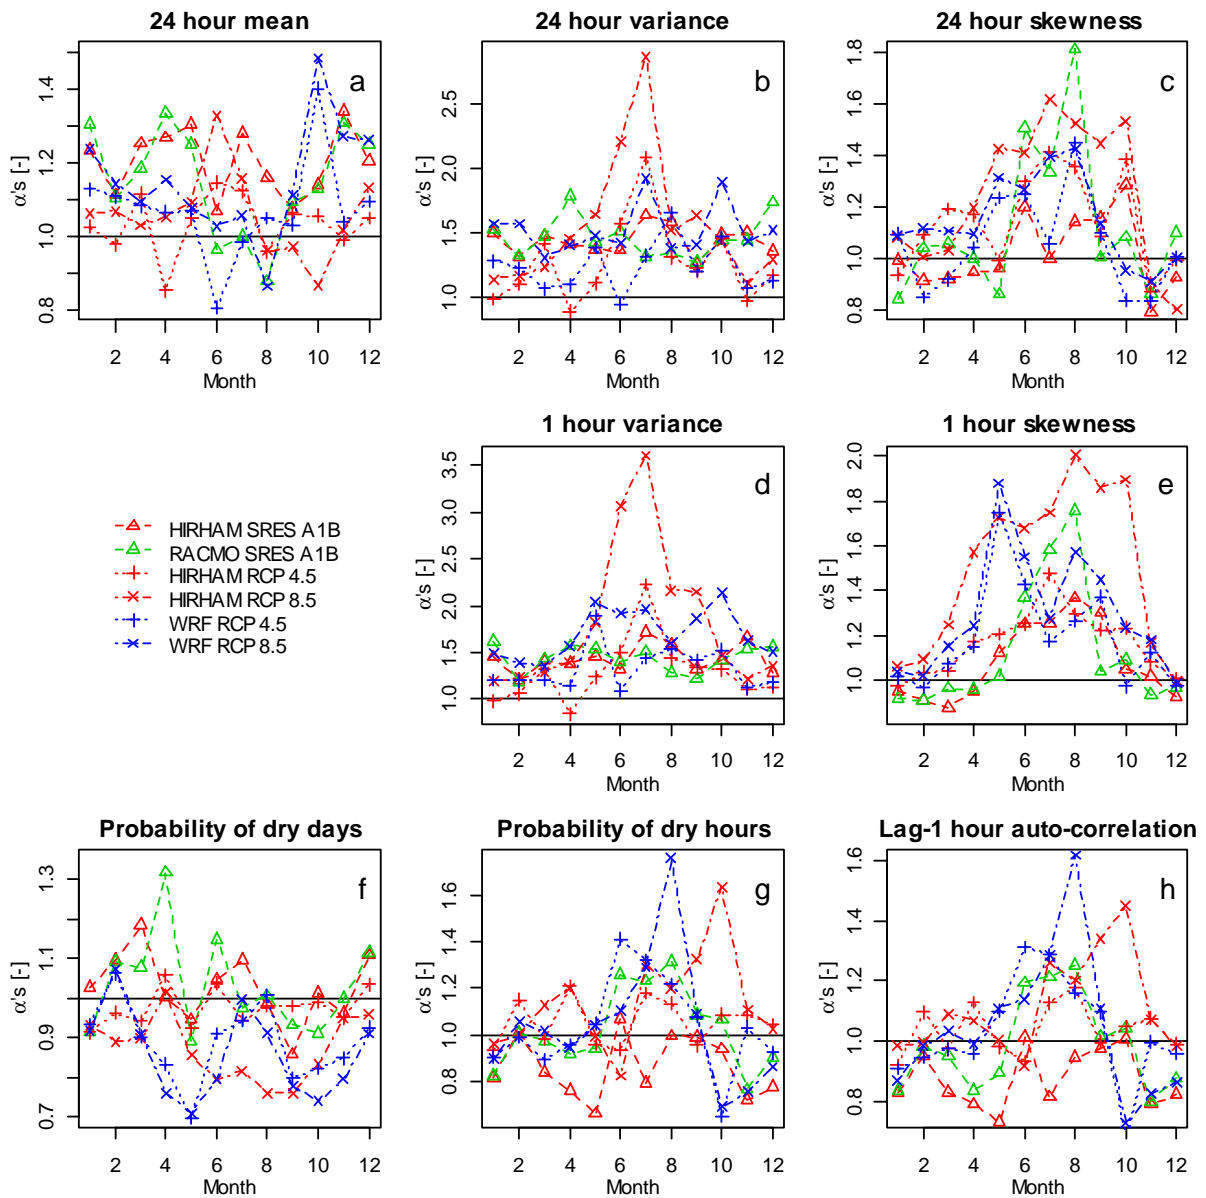 24 hour mean
α's [-]
0.8 1.0 1.2 1.4
a
2 4 6 8 10 12
Month
24 hour variance
α's [-]
1.0 1.5 2.0 2.5
b
2 4 6 8 10 12
Month
24 hour skewness
α's [-]
0.8 1.0 1.2 1.4 1.6 1.8
c
2 4 6 8 10 12
Month
HIRHAM SRES A1B
RACMO SRES A1B
HIRHAM RCP 4.5
HIRHAM RCP 8.5
WRF RCP 4.5
WRF RCP 8.5
1 hour variance
α's [-]
1.0 1.5 2.0 2.5 3.0 3.5
d
2 4 6 8 10 12
Month
1 hour skewness
α's [-]
1.0 1.2 1.4 1.6 1.8 2.0
e
2 4 6 8 10 12
Month
Probability of dry days
α's [-]
0.7 0.9 1.1 1.3
f
2 4 6 8 10 12
Month
Probability of dry hours
α's [-]
0.8 1.0 1.2 1.4 1.6
g
2 4 6 8 10 12
Month
Lag-1 hour auto-correlation
α's [-]
0.8 1.0 1.2 1.4 1.6
h
2 4 6 8 10 12
Month